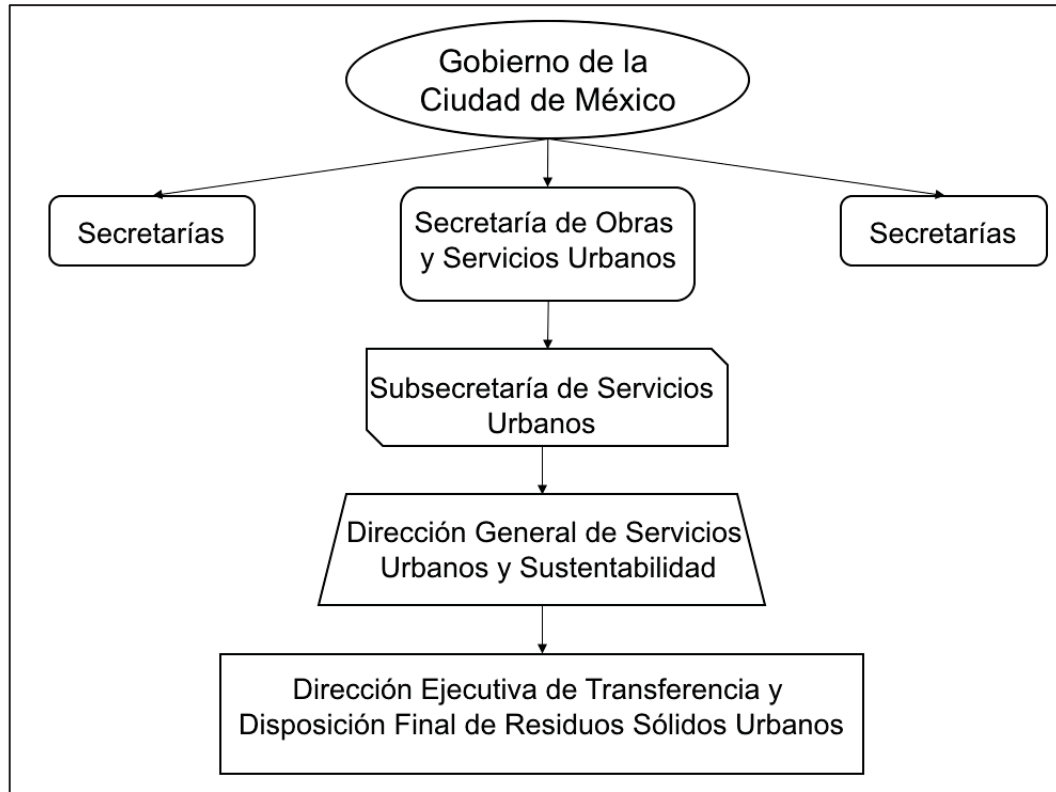 Gobierno de la
Ciudad de México
Secretarías
Secretaría de Obras
y Servicios Urbanos
Secretarías
Subsecretaría de Servicios
Urbanos
Dirección General de Servicios
Urbanos y Sustentabilidad
Dirección Ejecutiva de Transferencia y
Disposición Final de Residuos Sólidos Urbanos